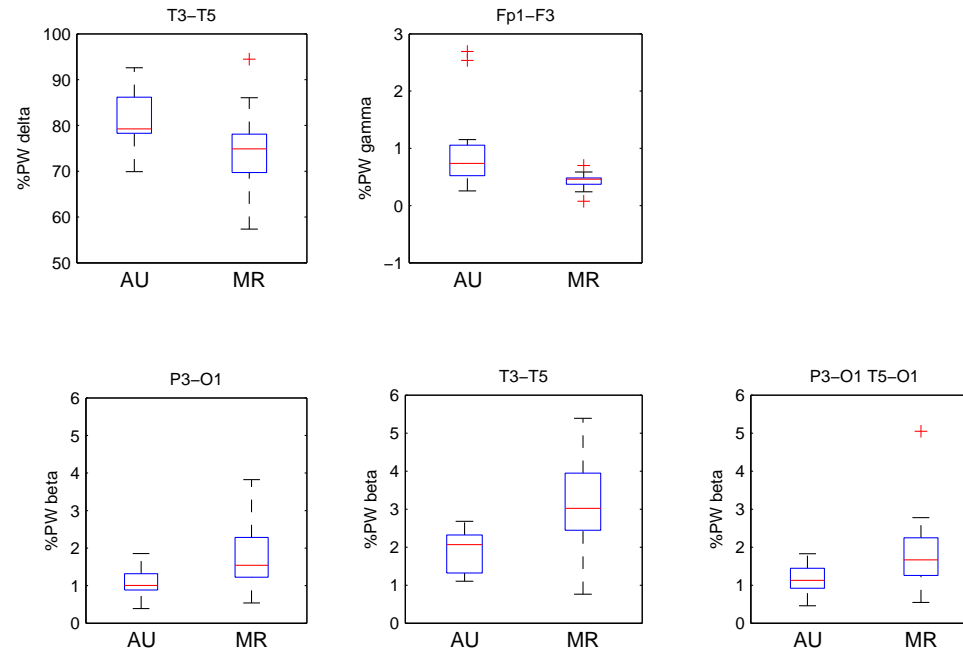 T3−T5
100
90
80
70
60
50
%PW delta
AU MR
Fp1−F3
3
2
1
0
−1
%PW gamma
AU MR
P3−O1
6
5
4
3
2
1
0
%PW beta
AU MR
T3−T5
6
5
4
3
2
1
0
%PW beta
AU MR
P3−O1 T5−O1
6
5
4
3
2
1
0
%PW beta
AU MR